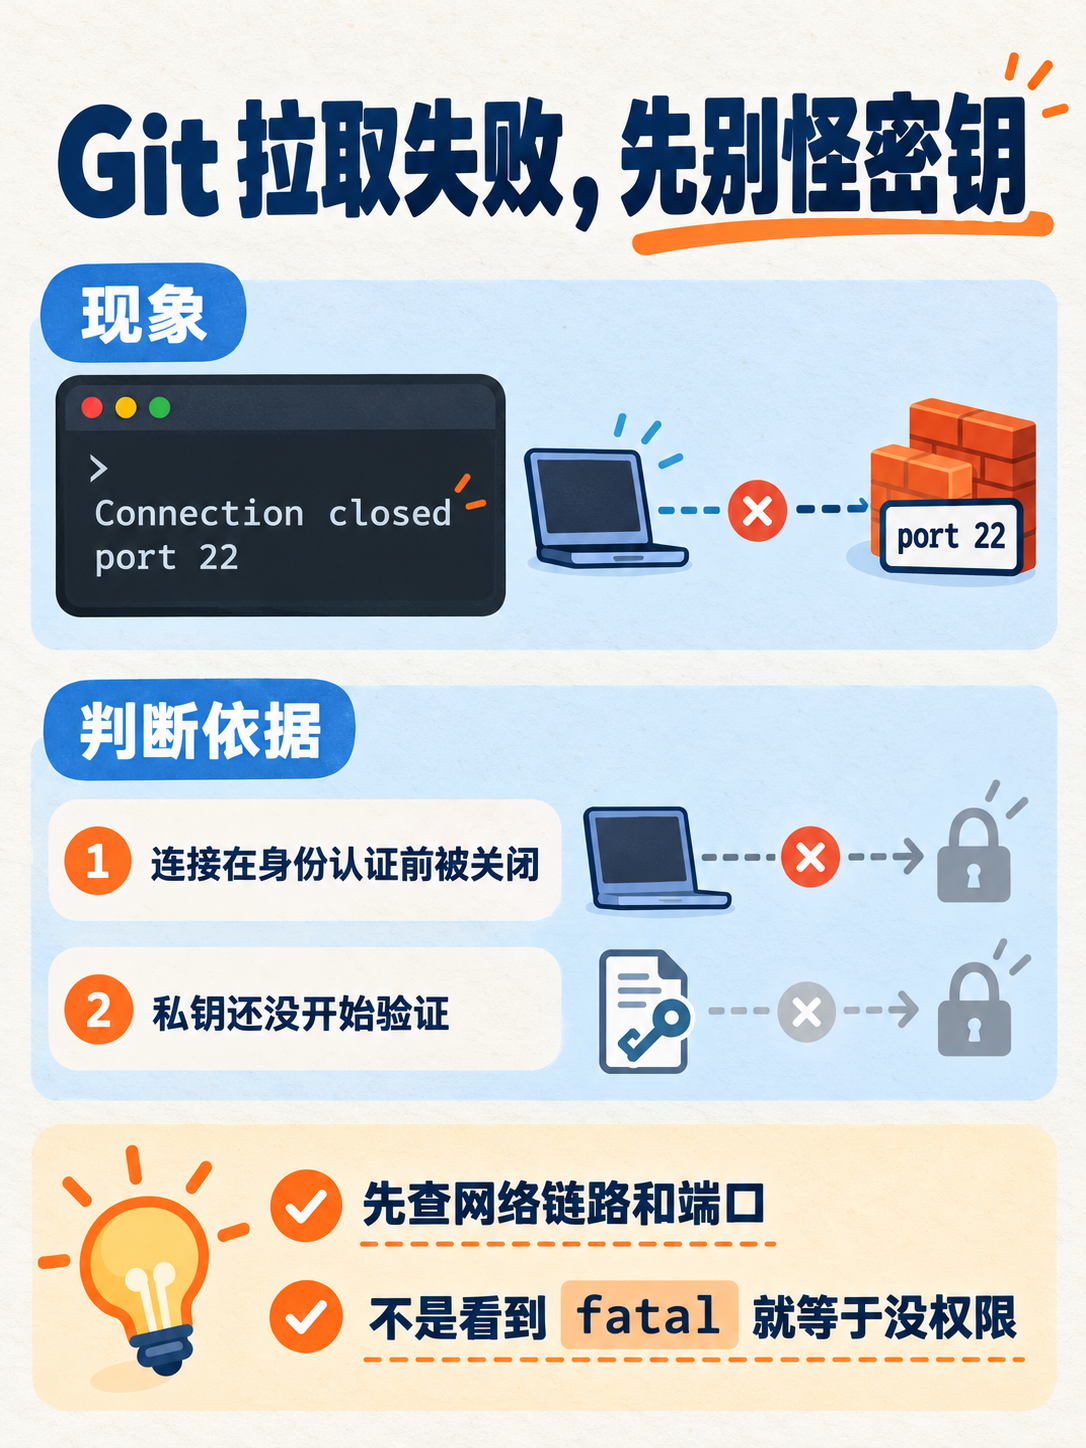 Git 拉取失败，先别怪密钥
现象
>
Connection closed
port 22
port 22
判断依据
1 连接在身份认证前被关闭
2 私钥还没开始验证
先查网络链路和端口
不是看到 fatal 就等于没权限